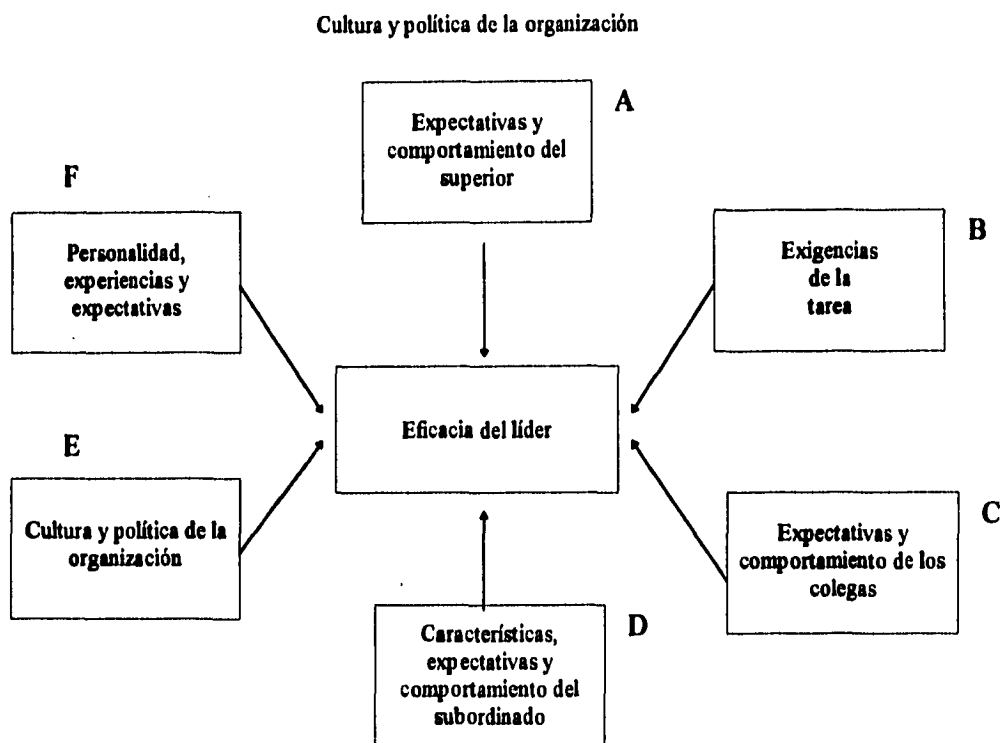 Cultura y política de la organización
A
Expectativas y
comportamiento del
superior
F
Personalidad,
experiencias y
expectativas
B
Exigencias
de la
tarea
Eficacia del líder
E
Cultura y política de la
organización
C
Expectativas y
comportamiento de los
colegas
D
Característícas,
expectativas y
comportamiento del
subordinado